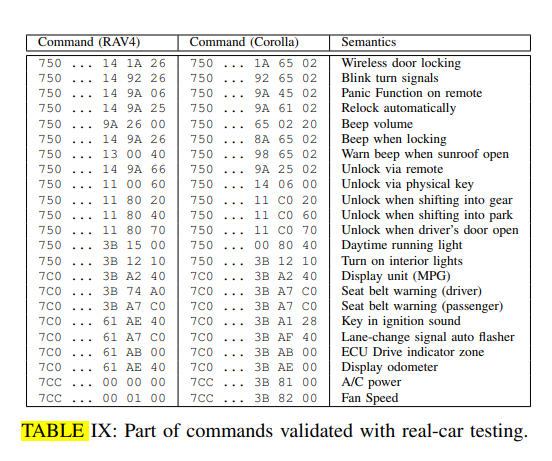 Command (RAV4) Command (Corolla) Semantics
750 ... 14 1A 26 750 ... 1A 65 02 Wireless door locking
750 ... 14 92 26 750 ... 92 65 02 Blink turn signals
750 ... 14 9A 06 750 ... 9A 45 02 Panic Function on remote
750 ... 14 9A 25 750 ... 9A 61 02 Relock automatically
750 ... 9A 26 00 750 ... 65 02 20 Beep volume
750 ... 14 9A 26 750 ... 8A 65 02 Beep when locking
750 ... 13 00 40 750 ... 98 65 02 Warn beep when sunroof open
750 ... 14 9A 66 750 ... 9A 25 02 Unlock via remote
750 ... 11 00 60 750 ... 14 06 00 Unlock via physical key
750 ... 11 80 20 750 ... 11 C0 20 Unlock when shifting into gear
750 ... 11 80 40 750 ... 11 C0 60 Unlock when shifting into park
750 ... 11 80 70 750 ... 11 C0 70 Unlock when driver's door open
750 ... 3B 15 00 750 ... 00 80 40 Daytime running light
750 ... 3B 12 10 750 ... 3B 12 10 Turn on interior lights
7C0 ... 3B A2 40 7C0 ... 3B A2 40 Display unit (MPG)
7C0 ... 3B 74 A0 7C0 ... 3B A7 C0 Seat belt warning (driver)
7C0 ... 3B A7 C0 7C0 ... 3B A7 C0 Seat belt warning (passenger)
7C0 ... 61 AE 40 7C0 ... 3B A1 28 Key in ignition sound
7C0 ... 61 A7 C0 7C0 ... 3B AF 40 Lane-change signal auto flasher
7C0 ... 61 AB 00 7C0 ... 3B AB 00 ECU Drive indicator zone
7C0 ... 61 AE 40 7C0 ... 3B AE 00 Display odometer
7CC ... 00 00 00 7CC ... 3B 81 00 A/C power
7CC ... 00 01 00 7CC ... 3B 82 00 Fan Speed
TABLE IX: Part of commands validated with real-car testing.